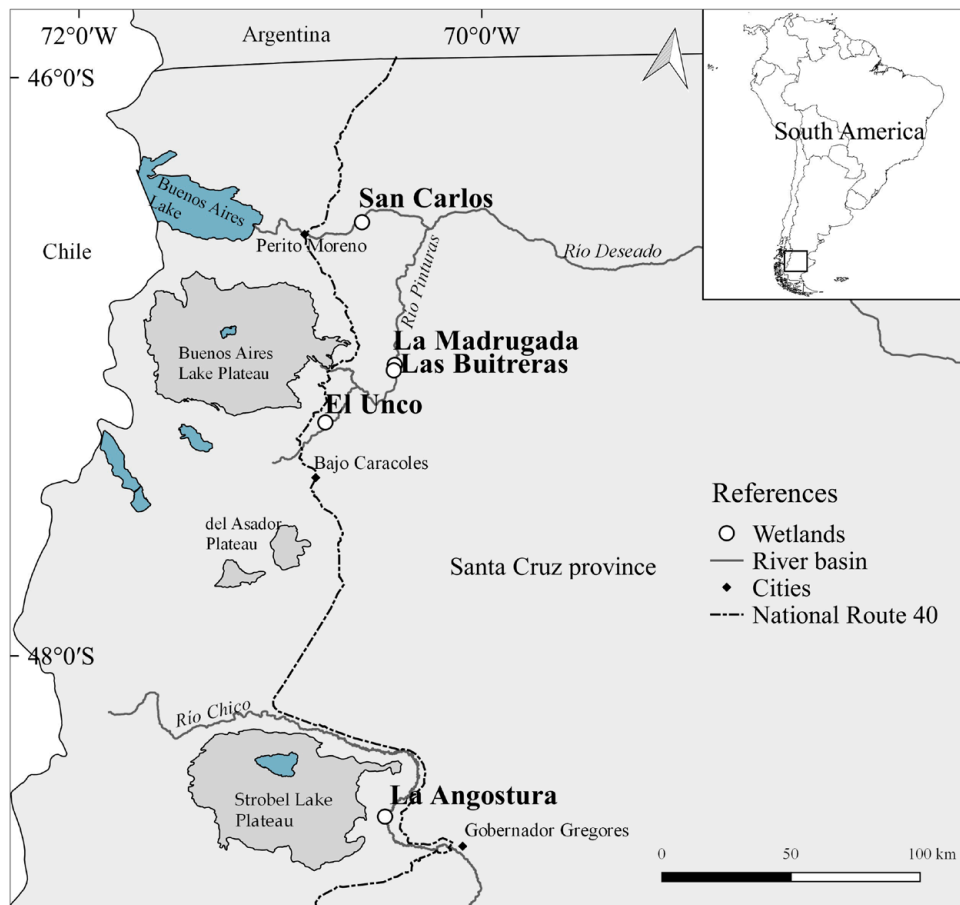 72°0′W
70°0′W
Argentina
46°0′S
South America
Buenos Aires
Lake
San Carlos
Perito Moreno
Chile
Río Deseado
Río Pinturas
La Madrugada
Las Buitreras
Buenos Aires
Lake Plateau
El Unco
Bajo Caracoles
References
Wetlands
River basin
Cities
National Route 40
del Asador
Plateau
Santa Cruz province
48°0′S
Río Chico
Strobel Lake
Plateau
La Angostura
Gobernador Gregores
0 50 100 km